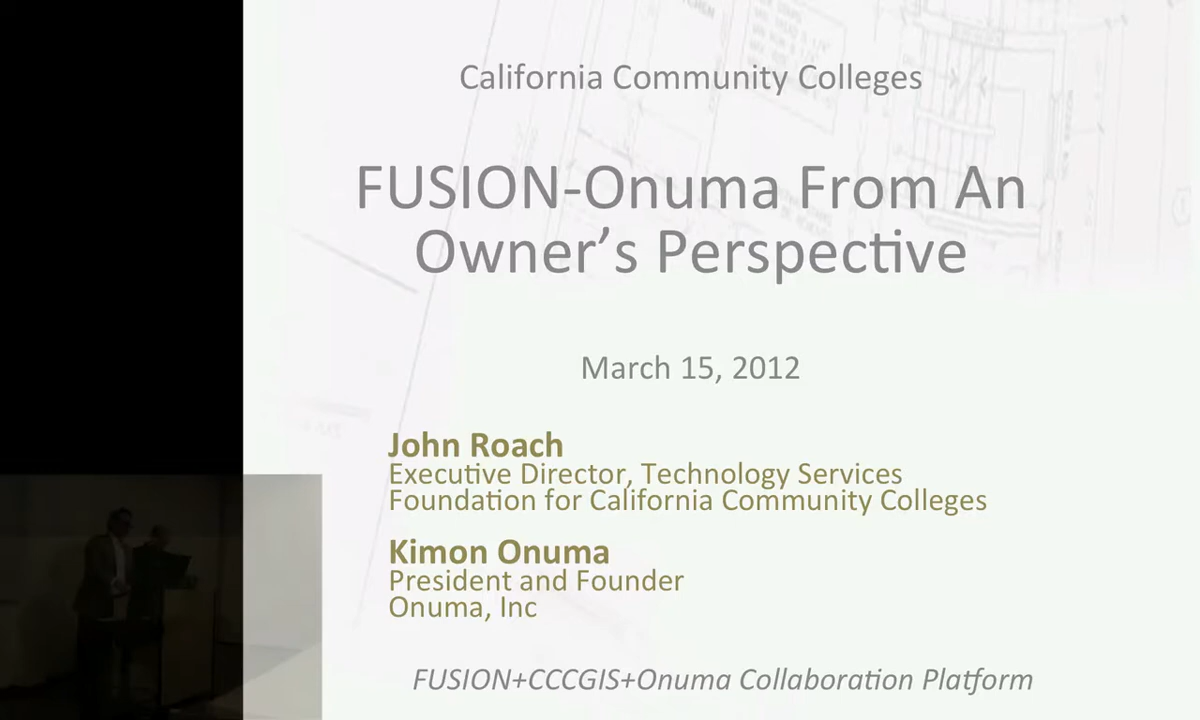 California Community Colleges
FUSION-Onuma From An
Owner’s Perspective
March 15, 2012
John Roach
Executive Director, Technology Services
Foundation for California Community Colleges
Kimon Onuma
President and Founder
Onuma, Inc
FUSION+CCCGIS+Onuma Collaboration Platform